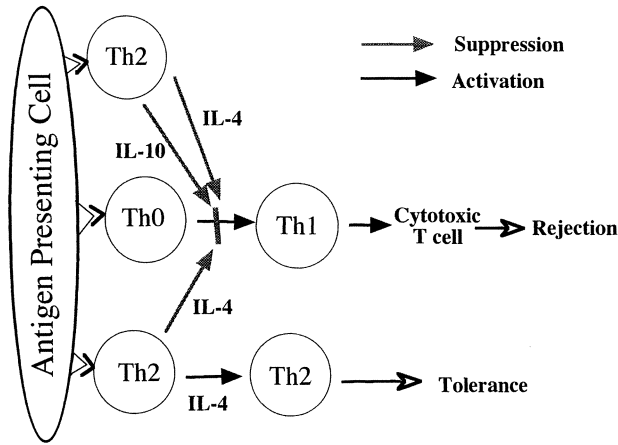 Antigen Presenting Cell
Th2
Suppression
Activation
IL-4
IL-10
Th0
Th1
Cytotoxic
T cell
Rejection
IL-4
Th2
Th2
IL-4
Tolerance